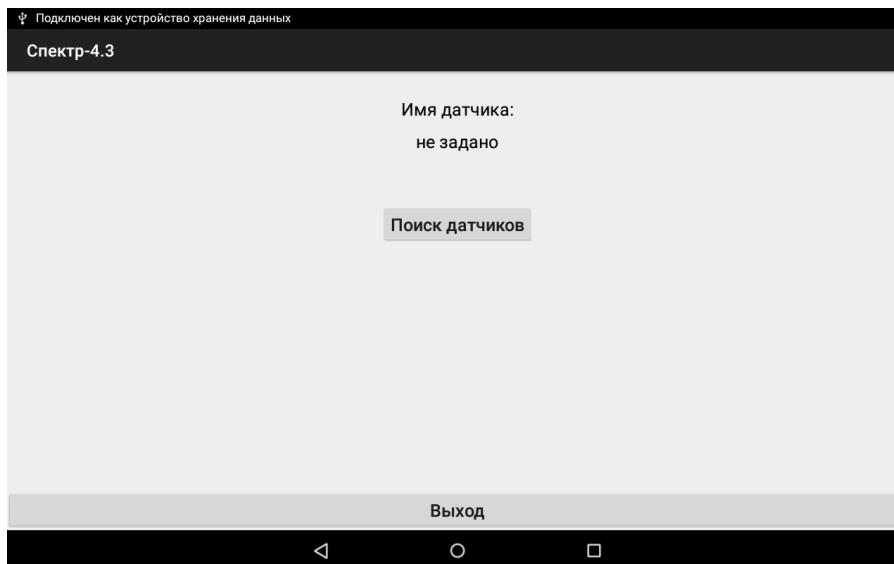 Подключен как устройство хранения данных
Спектр-4.3
Имя датчика:
не задано
Поиск датчиков
Выход